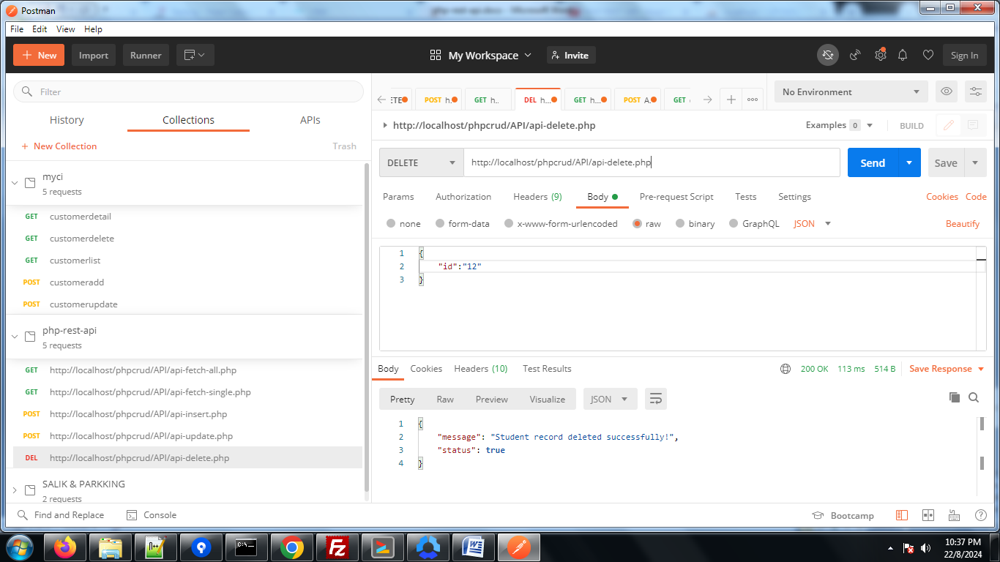 Postman
File Edit View Help
New Import Runner My Workspace Invite Sign In
Filter
History Collections APIs
New Collection Trash
myci
5 requests
GET customerdetail
GET customerdelete
GET customerlist
POST customeradd
POST customerupdate
php-rest-api
5 requests
GET http://localhost/phpcrud/API/api-fetch-all.php
GET http://localhost/phpcrud/API/api-fetch-single.php
POST http://localhost/phpcrud/API/api-insert.php
POST http://localhost/phpcrud/API/api-update.php
DEL http://localhost/phpcrud/API/api-delete.php
SALIK & PARKKING
2 requests
ETE POST h. GET h.. DEL h... GET h... POST A. GET No Environment
http://localhost/phpcrud/API/api-delete.php Examples 0 BUILD
DELETE http://localhost/phpcrud/API/api-delete.php Send Save
Params Authorization Headers (9) Body Pre-request Script Tests Settings Cookies Code
none form-data x-www-form-urlencoded raw binary GraphQL JSON Beautify
1 {
2 "id":"12"
3 }
Body Cookies Headers (10) Test Results 200 OK 113 ms 514 B Save Response
Pretty Raw Preview Visualize JSON
1 {
2 "message": "Student record deleted successfully!",
3 "status": true
4 }
Find and Replace Console Bootcamp
10:37 PM
22/8/2024